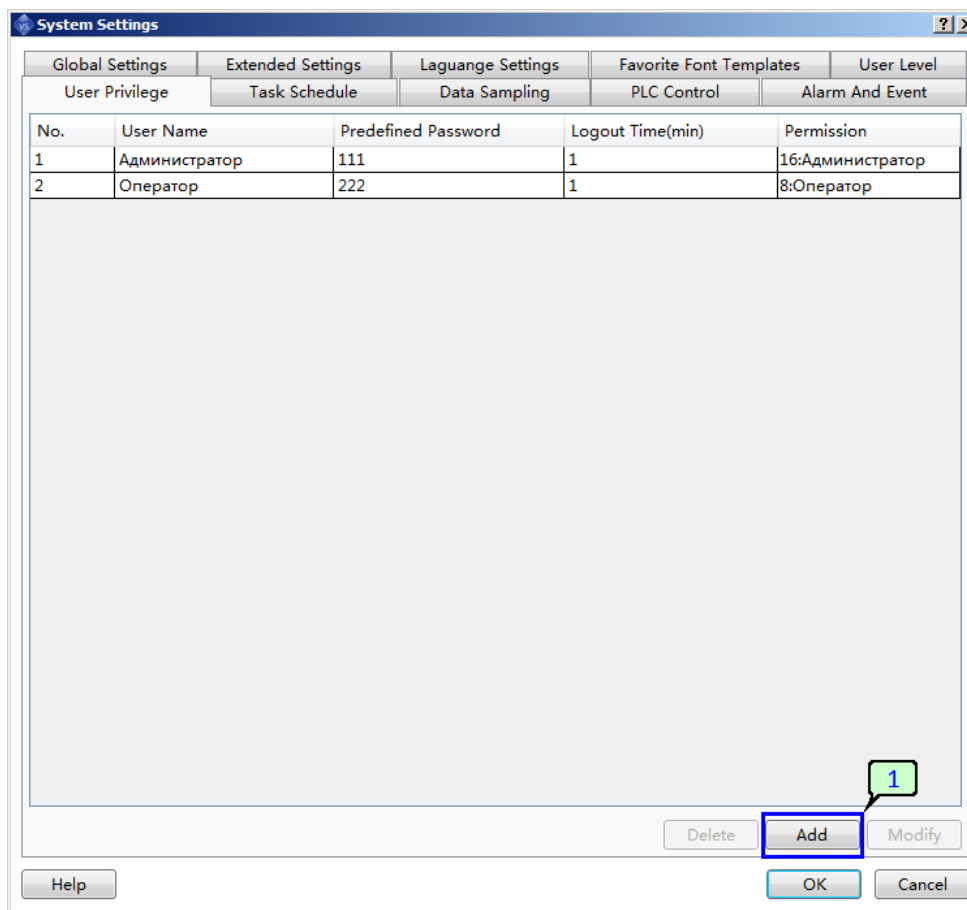 System Settings
Global Settings Extended Settings Laguange Settings Favorite Font Templates User Level
User Privilege Task Schedule Data Sampling PLC Control Alarm And Event
No. User Name Predefined Password Logout Time(min) Permission
1 Администратор 111 1 16:Администратор
2 Оператор 222 1 8:Оператор
1
Delete Add Modify
Help OK Cancel